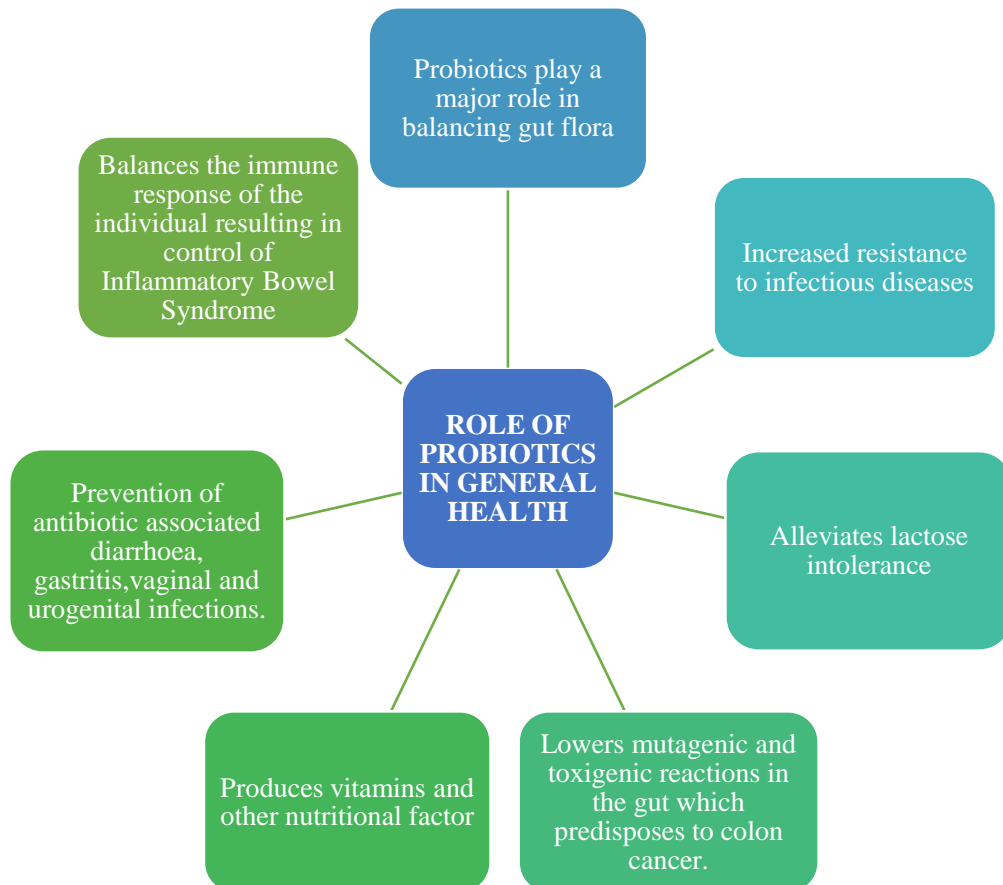 Probiotics play a
major role in
balancing gut flora
Increased resistance
to infectious diseases
Alleviates lactose
intolerance
Lowers mutagenic and
toxigenic reactions in
the gut which
predisposes to colon
cancer.
Produces vitamins and
other nutritional factor
Prevention of
antibiotic associated
diarrhoea,
gastritis,vaginal and
urogenital infections.
Balances the immune
response of the
individual resulting in
control of
Inflammatory Bowel
Syndrome
ROLE OF
PROBIOTICS
IN GENERAL
HEALTH